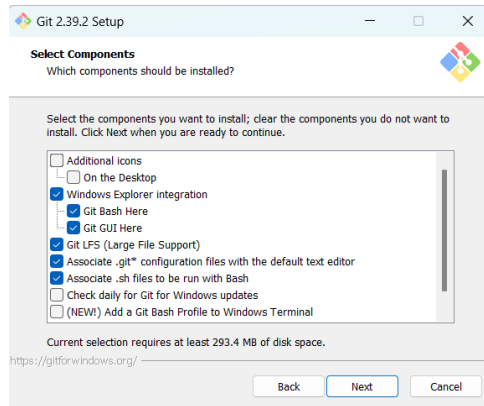 Git 2.39.2 Setup
Select Components
Which components should be installed?
Select the components you want to install; clear the components you do not want to
install. Click Next when you are ready to continue.
Additional icons
On the Desktop
Windows Explorer integration
Git Bash Here
Git GUI Here
Git LFS (Large File Support)
Associate .git* configuration files with the default text editor
Associate .sh files to be run with Bash
Check daily for Git for Windows updates
(NEW!) Add a Git Bash Profile to Windows Terminal
Current selection requires at least 293.4 MB of disk space.
https://gitforwindows.org/
Back Next Cancel